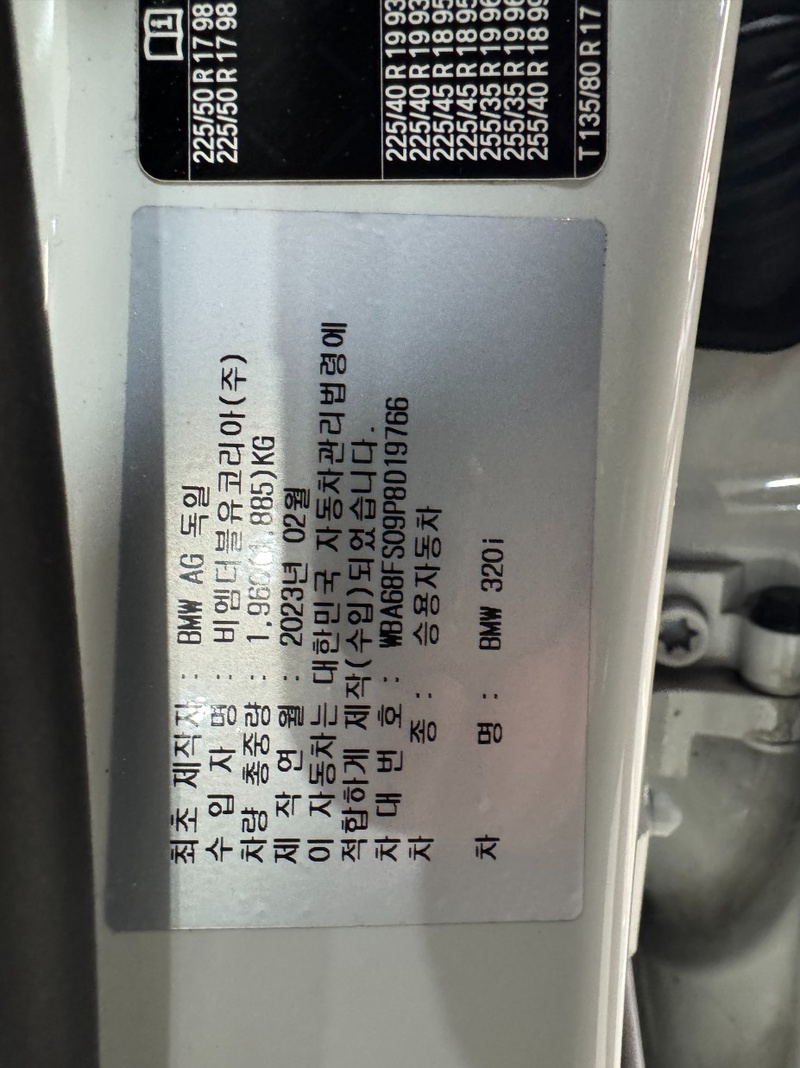 최초 제작자 : BMW AG 독일
수 입 자 명 : 비엠더블유코리아(주)
차량 총중량 : 1,960(1,885)KG
제 작 연 월 : 2023년 02월
이 자동차는 대한민국 자동차관리법령에
적합하게 제작(수입)되었습니다.
차 대 번 호 : WBA68FS09P8D19766
차 종 : 승용자동차
차 명 : BMW 320i
225/50 R 17 98
225/50 R 17 98
225/40 R 19 93
225/40 R 19 93
225/45 R 18 95
225/45 R 18 95
255/35 R 19 96
255/35 R 19 96
255/40 R 18 99
T 135/80 R 17